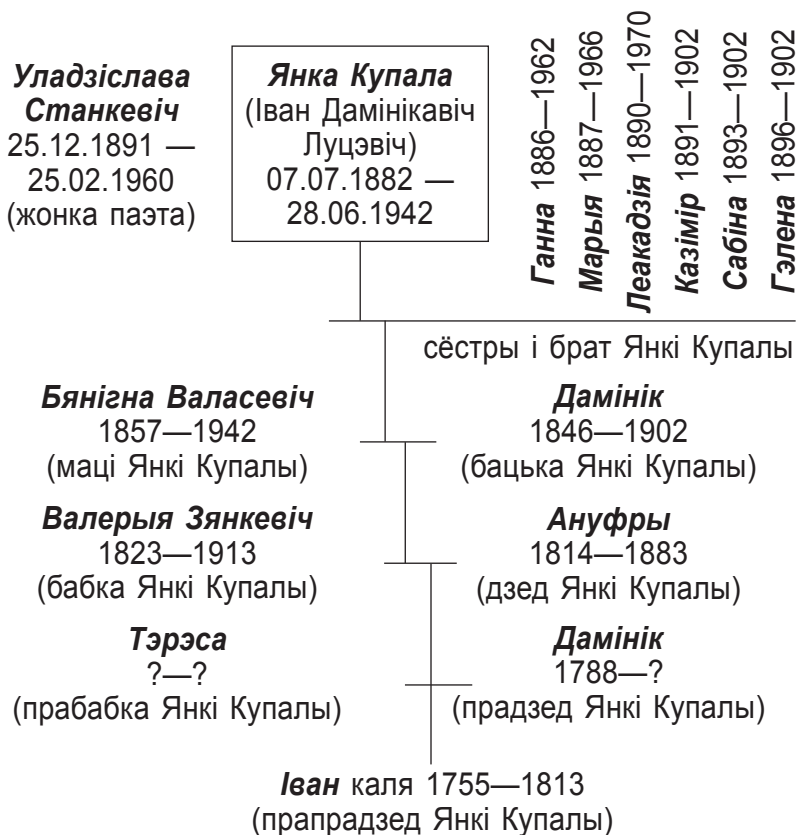 Уладзіслава
Станкевіч
25.12.1891 —
25.02.1960
(жонка паэта)
Янка Купала
(Іван Дамінікавіч
Луцэвіч)
07.07.1882 —
28.06.1942
Ганна 1886—1962
Марыя 1887—1966
Леакадзія 1890—1970
Казімір 1891—1902
Сабіна 1893—1902
Гэлена 1896—1902
сёстры і брат Янкі Купалы
Бянігна Валасевіч
1857—1942
(маці Янкі Купалы)
Дамінік
1846—1902
(бацька Янкі Купалы)
Валерыя Зянкевіч
1823—1913
(бабка Янкі Купалы)
Ануфры
1814—1883
(дзед Янкі Купалы)
Тэрэса
?—?
(прабабка Янкі Купалы)
Дамінік
1788—?
(прадзед Янкі Купалы)
Іван каля 1755—1813
(прапрадзед Янкі Купалы)